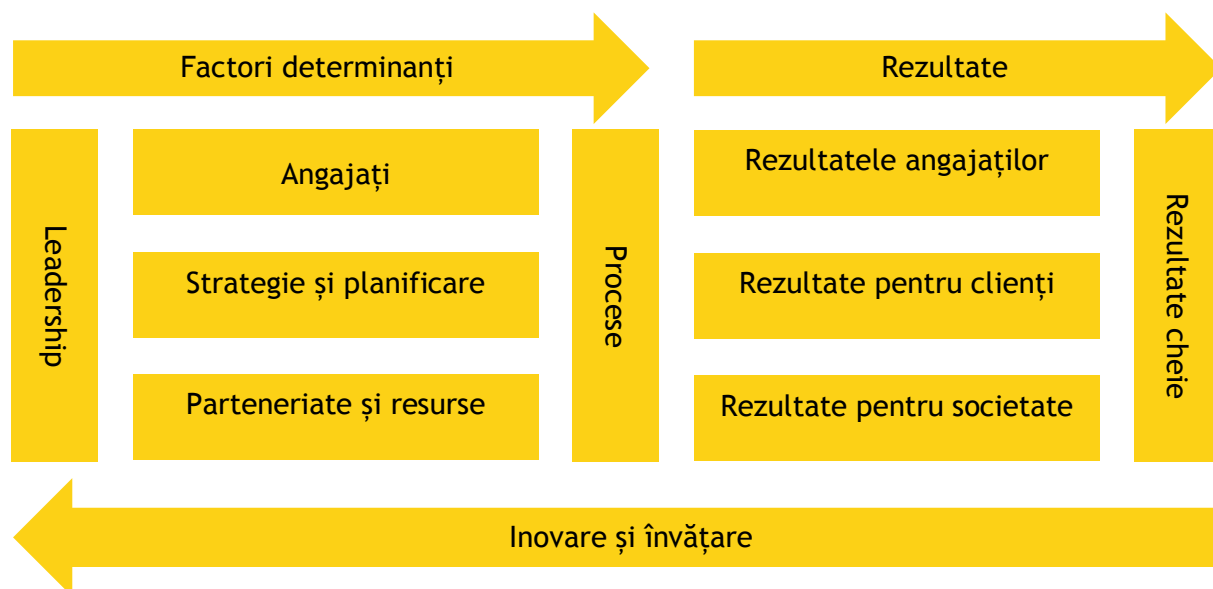 Factori determinanți
Rezultate
Leadership
Angajați
Strategie și planificare
Parteneriate și resurse
Procese
Rezultatele angajaților
Rezultate pentru clienți
Rezultate pentru societate
Rezultate cheie
Inovare și învățare